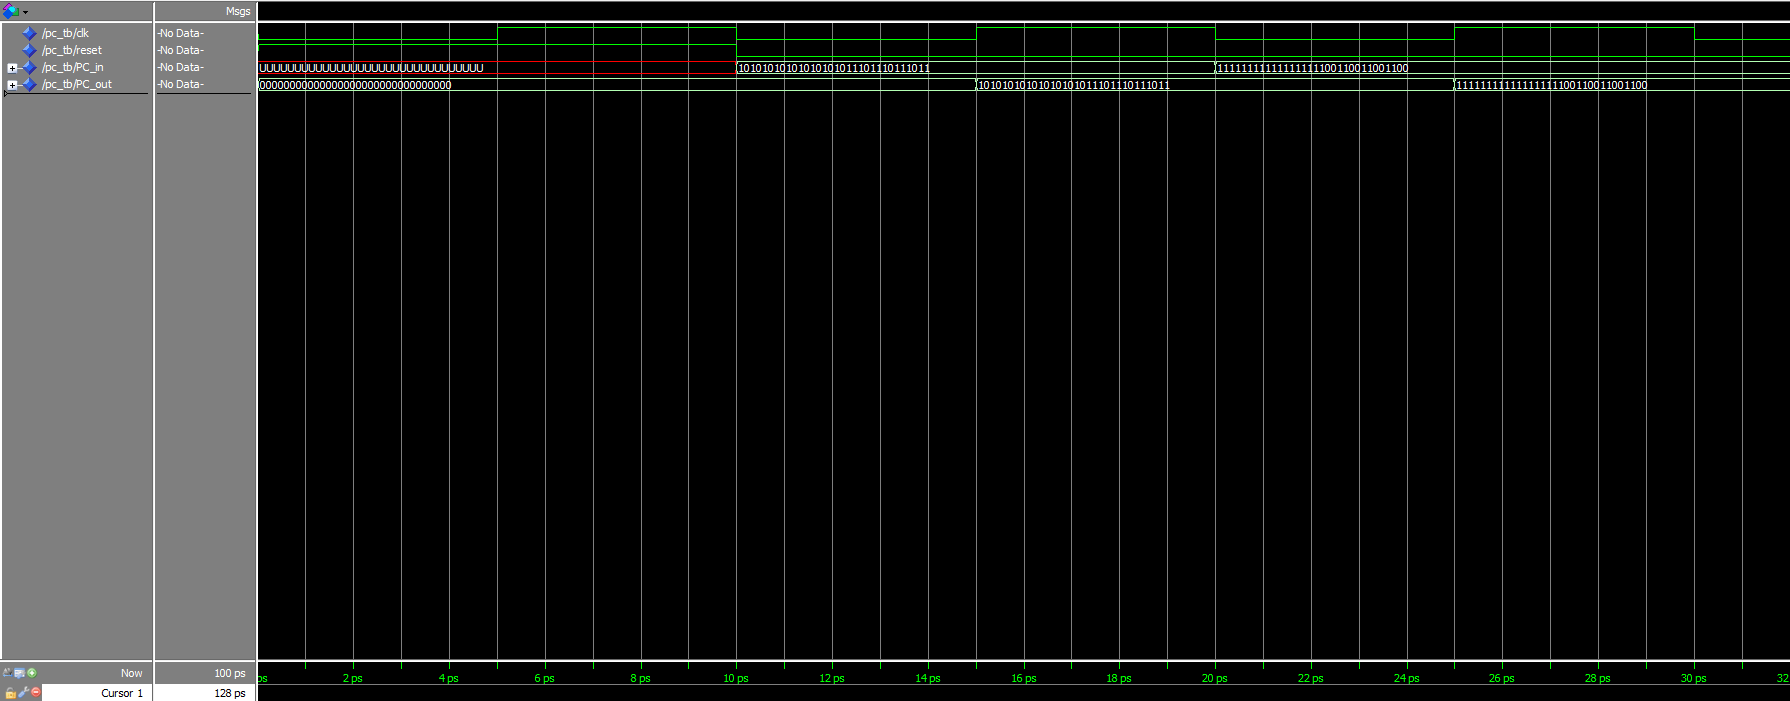 Msgs
/pc_tb/clk -No Data-
/pc_tb/reset -No Data-
/pc_tb/PC_in -No Data- UUUUUUUUUUUUUUUUUUUUUUUUUUUUUUUU 10101010101010101011101110111011 11111111111111111100110011001100
/pc_tb/PC_out -No Data- 00000000000000000000000000000000 10101010101010101011101110111011 11111111111111111100110011001100
Now 100 ps ps 2 ps 4 ps 6 ps 8 ps 10 ps 12 ps 14 ps 16 ps 18 ps 20 ps 22 ps 24 ps 26 ps 28 ps 30 ps 32
Cursor 1 128 ps